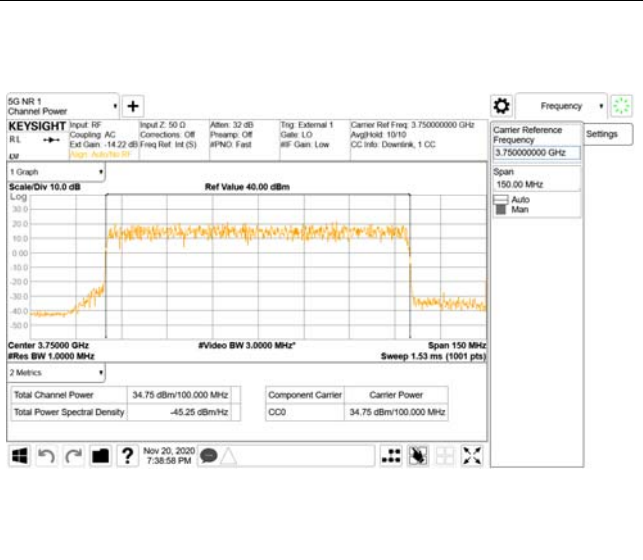 5G NR 1
Channel Power
Frequency
KEYSIGHT
RL
Input: RF
Coupling: AC
Ext Gain: -14.22 dB
Align: Auto/No RF
Input Z: 50 Ω
Corrections: Off
Freq Ref: Int (S)
Atten: 32 dB
Preamp: Off
#PNO: Fast
Trig: External 1
Gate: LO
#IF Gain: Low
Carrier Ref Freq: 3.750000000 GHz
Avg|Hold: 10/10
CC Info: Downlink, 1 CC
Carrier Reference
Frequency
3.750000000 GHz
Settings
Span
150.00 MHz
Auto
Man
1 Graph
Scale/Div 10.0 dB
Ref Value 40.00 dBm
Log
30.0
20.0
10.0
0.00
-10.0
-20.0
-30.0
-40.0
-50.0
Center 3.75000 GHz
#Video BW 3.0000 MHz*
Span 150 MHz
#Res BW 1.0000 MHz
Sweep 1.53 ms (1001 pts)
2 Metrics
Total Channel Power 34.75 dBm/100.000 MHz
Total Power Spectral Density -45.25 dBm/Hz
Component Carrier Carrier Power
CC0 34.75 dBm/100.000 MHz
?
Nov 20, 2020
7:38:58 PM